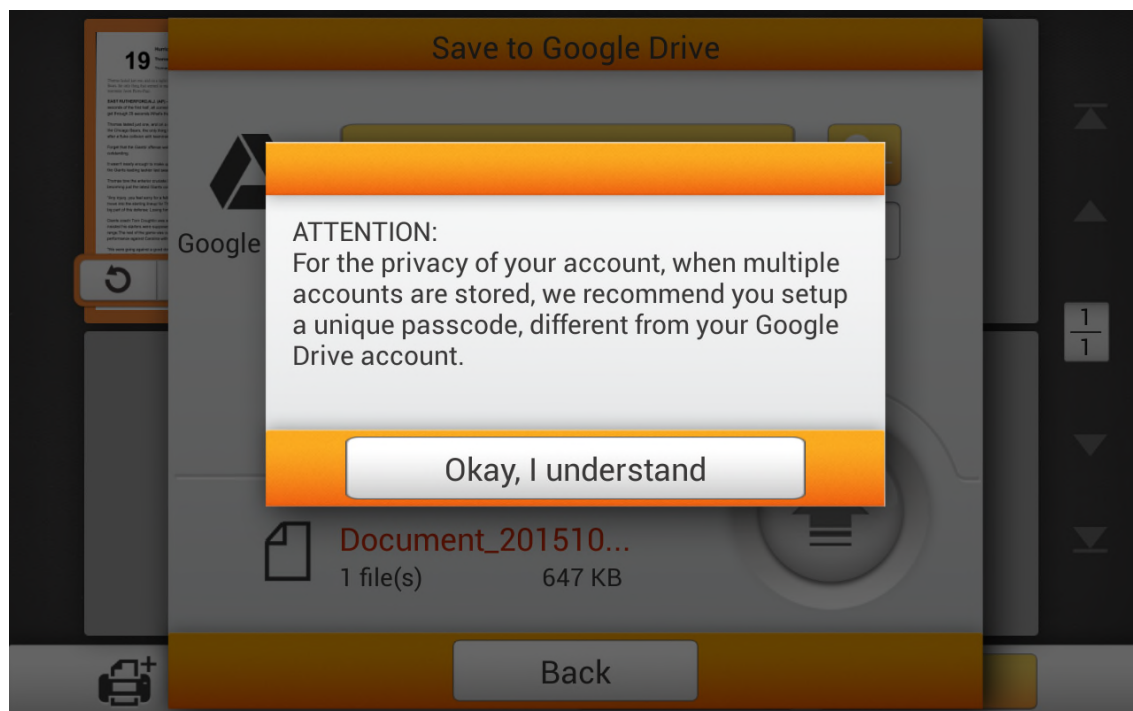 Save to Google Drive
19
Google
ATTENTION:
For the privacy of your account, when multiple
accounts are stored, we recommend you setup
a unique passcode, different from your Google
Drive account.
Okay, I understand
1
1
Document_201510...
1 file(s) 647 KB
Back